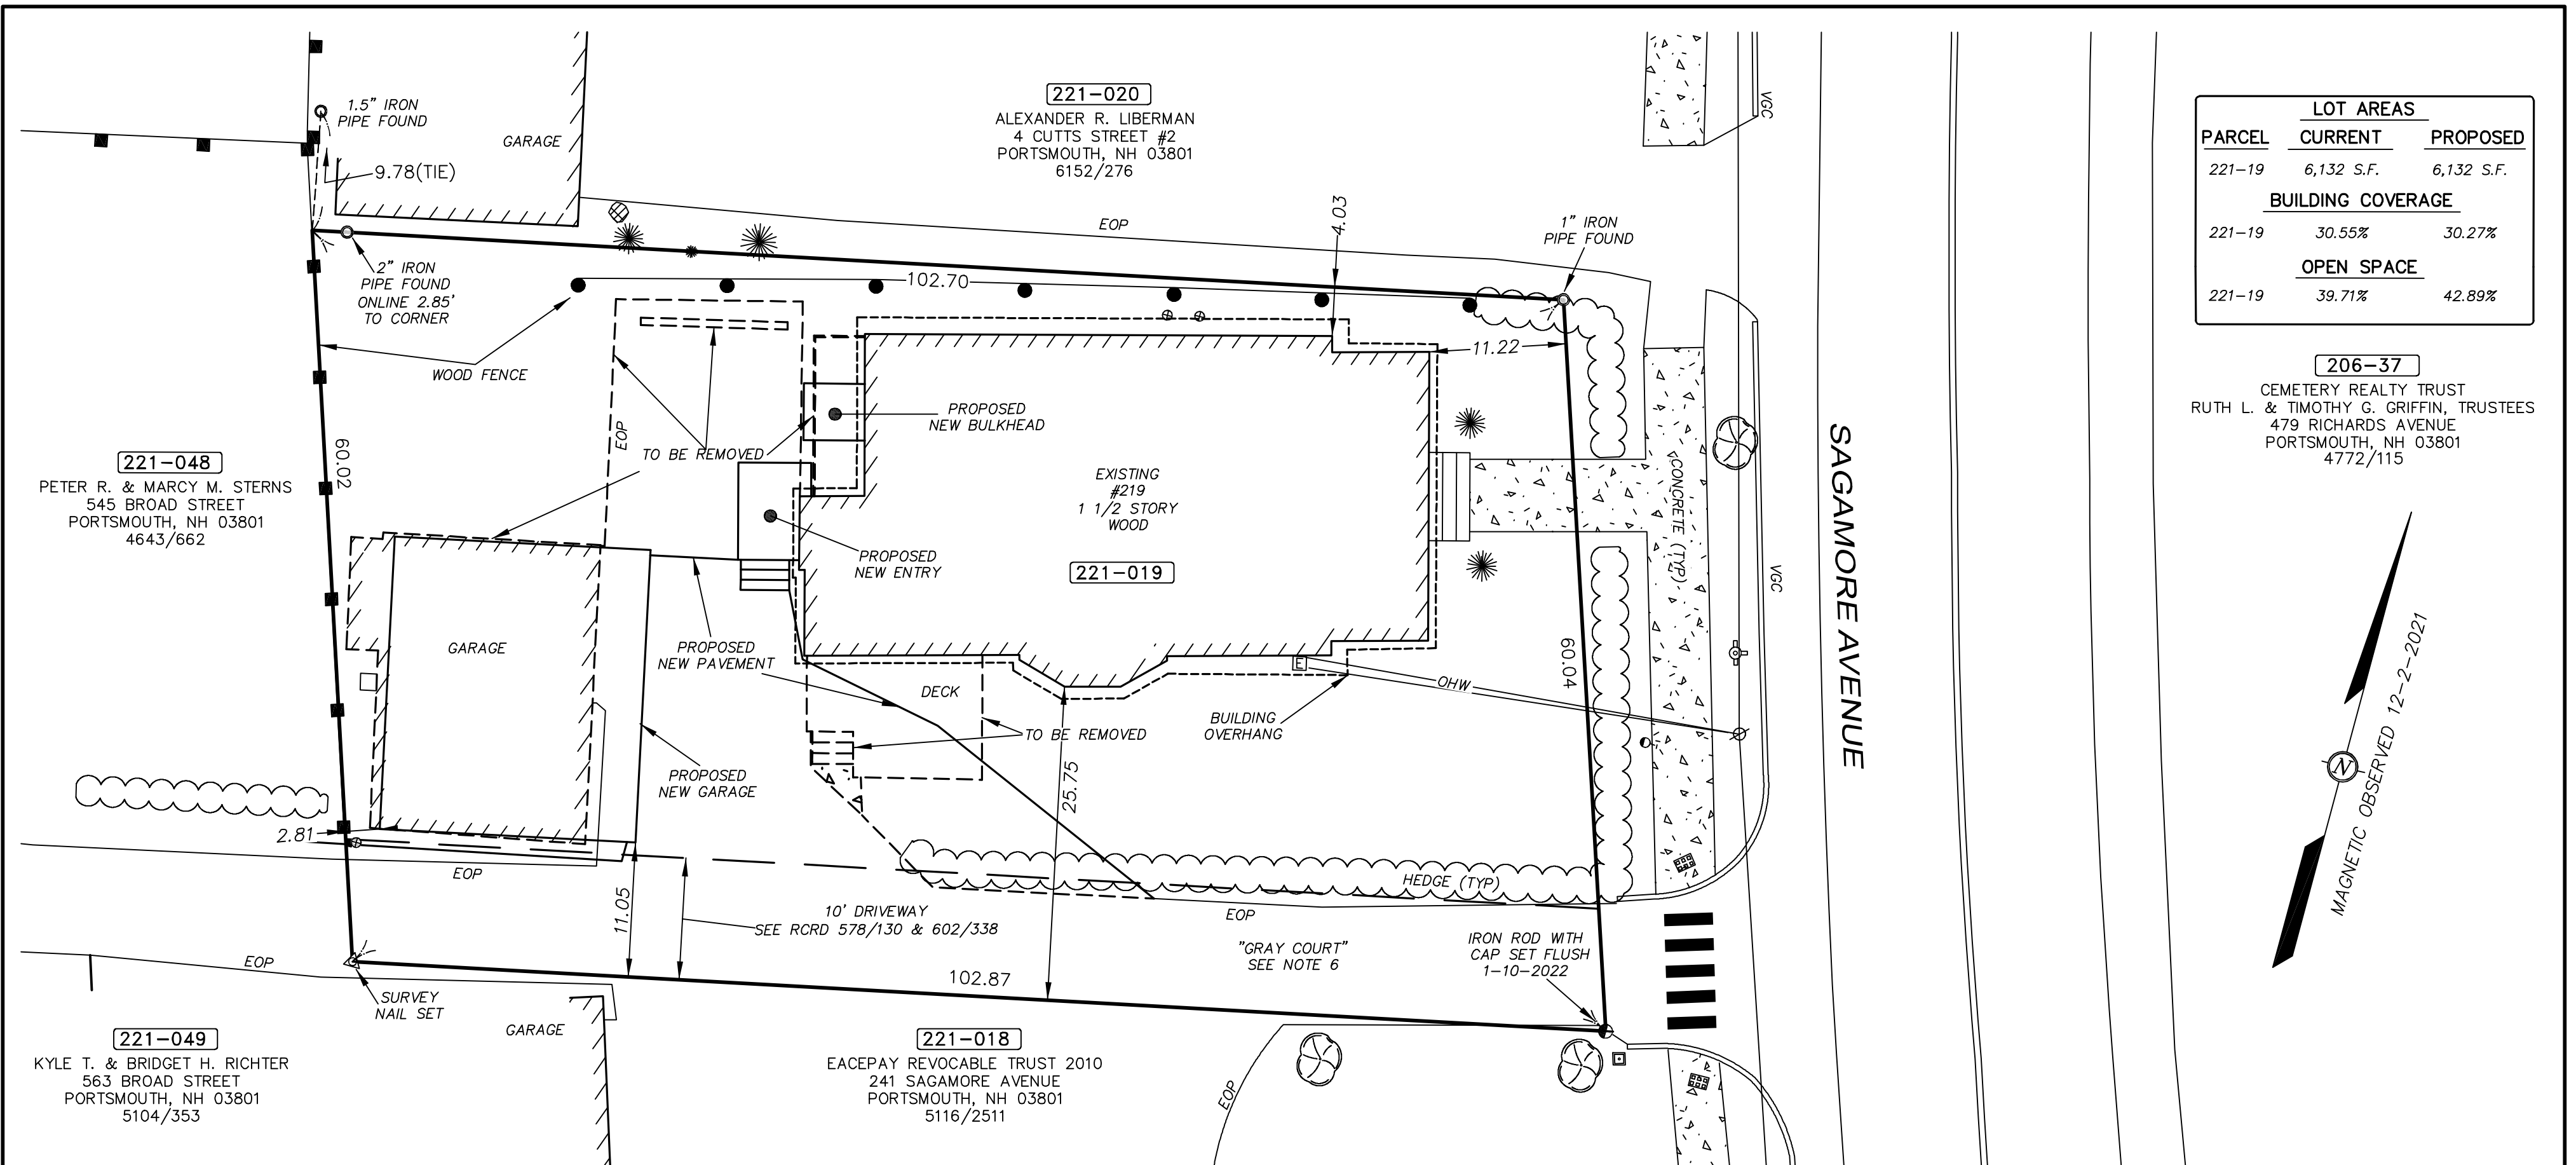 1.5" IRON
PIPE FOUND
9.78(TIE)
GARAGE
221-020
ALEXANDER R. LIBERMAN
4 CUTTS STREET #2
PORTSMOUTH, NH 03801
6152/276
EOP
4.03
1" IRON
PIPE FOUND
VGC
LOT AREAS
PARCEL CURRENT PROPOSED
221-19 6,132 S.F. 6,132 S.F.
BUILDING COVERAGE
221-19 30.55% 30.27%
OPEN SPACE
221-19 39.71% 42.89%
2" IRON
PIPE FOUND
ONLINE 2.85'
TO CORNER
102.70
WOOD FENCE
11.22
206-37
CEMETERY REALTY TRUST
RUTH L. & TIMOTHY G. GRIFFIN, TRUSTEES
479 RICHARDS AVENUE
PORTSMOUTH, NH 03801
4772/115
60.02
EOP
TO BE REMOVED
PROPOSED
NEW BULKHEAD
221-048
PETER R. & MARCY M. STERNS
545 BROAD STREET
PORTSMOUTH, NH 03801
4643/662
EXISTING
#219
1 1/2 STORY
WOOD
221-019
PROPOSED
NEW ENTRY
CONCRETE (TYP)
VGC
SAGAMORE AVENUE
GARAGE
PROPOSED
NEW PAVEMENT
DECK
E
OHW
60.04
BUILDING
OVERHANG
TO BE REMOVED
PROPOSED
NEW GARAGE
25.75
N
MAGNETIC OBSERVED 12-2-2021
2.81
EOP
11.05
10' DRIVEWAY
SEE RCRD 578/130 & 602/338
HEDGE (TYP)
EOP
"GRAY COURT"
SEE NOTE 6
IRON ROD WITH
CAP SET FLUSH
1-10-2022
EOP
102.87
SURVEY
NAIL SET
GARAGE
221-049
KYLE T. & BRIDGET H. RICHTER
563 BROAD STREET
PORTSMOUTH, NH 03801
5104/353
221-018
EACEPAY REVOCABLE TRUST 2010
241 SAGAMORE AVENUE
PORTSMOUTH, NH 03801
5116/2511
EOP